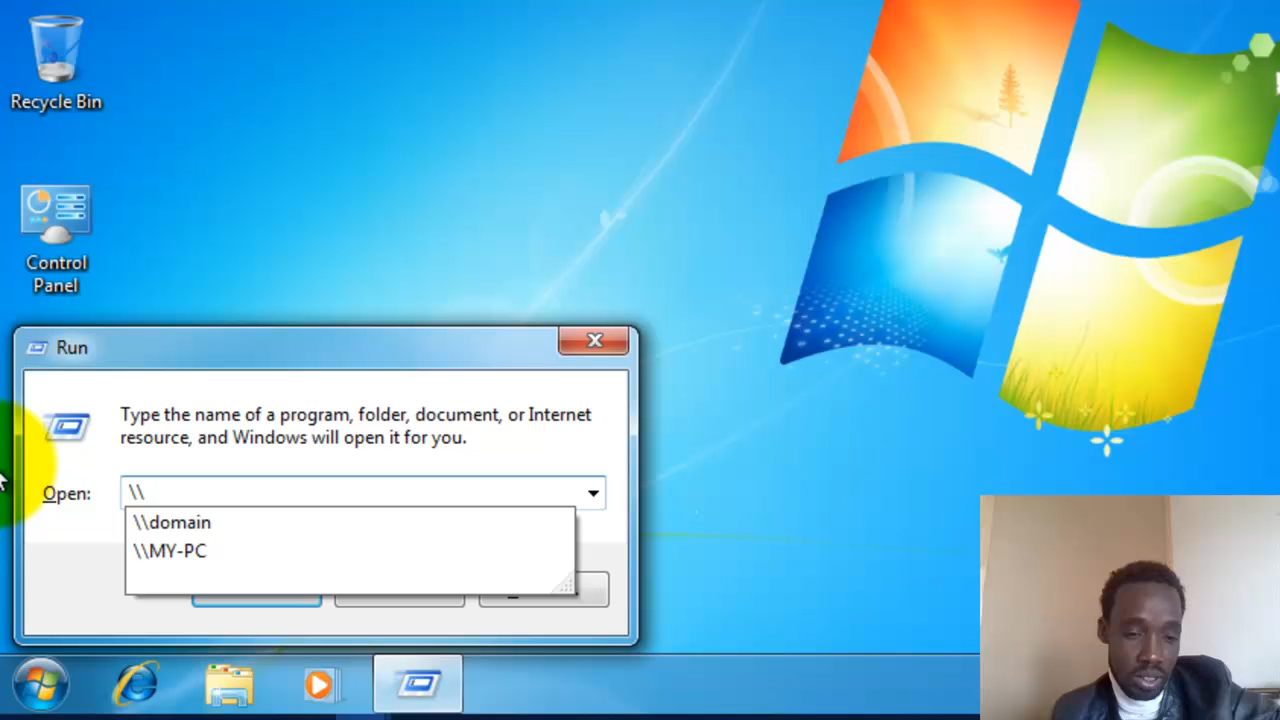 Recycle Bin
Control
Panel
Run
Type the name of a program, folder, document, or Internet
resource, and Windows will open it for you.
Open:
\\
\\domain
\\MY-PC